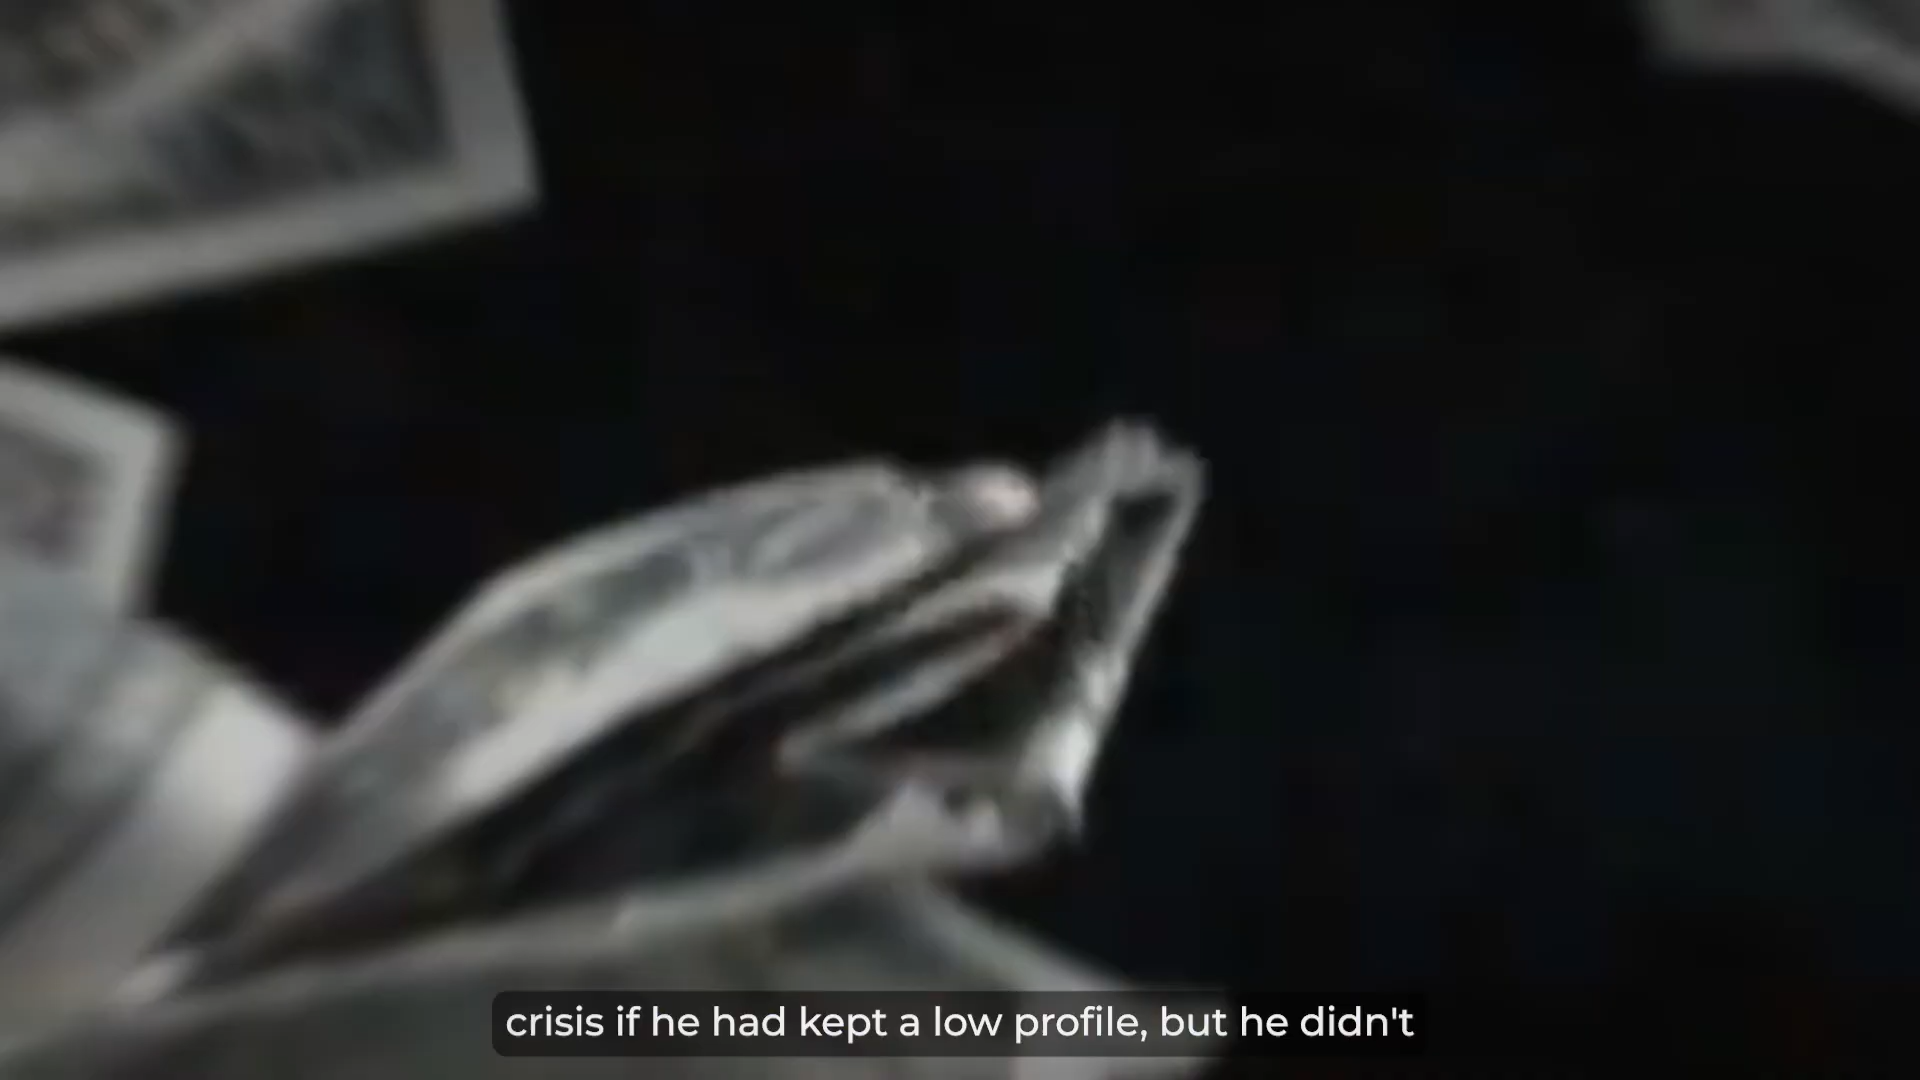 crisis if he had kept a low profile, but he didn't